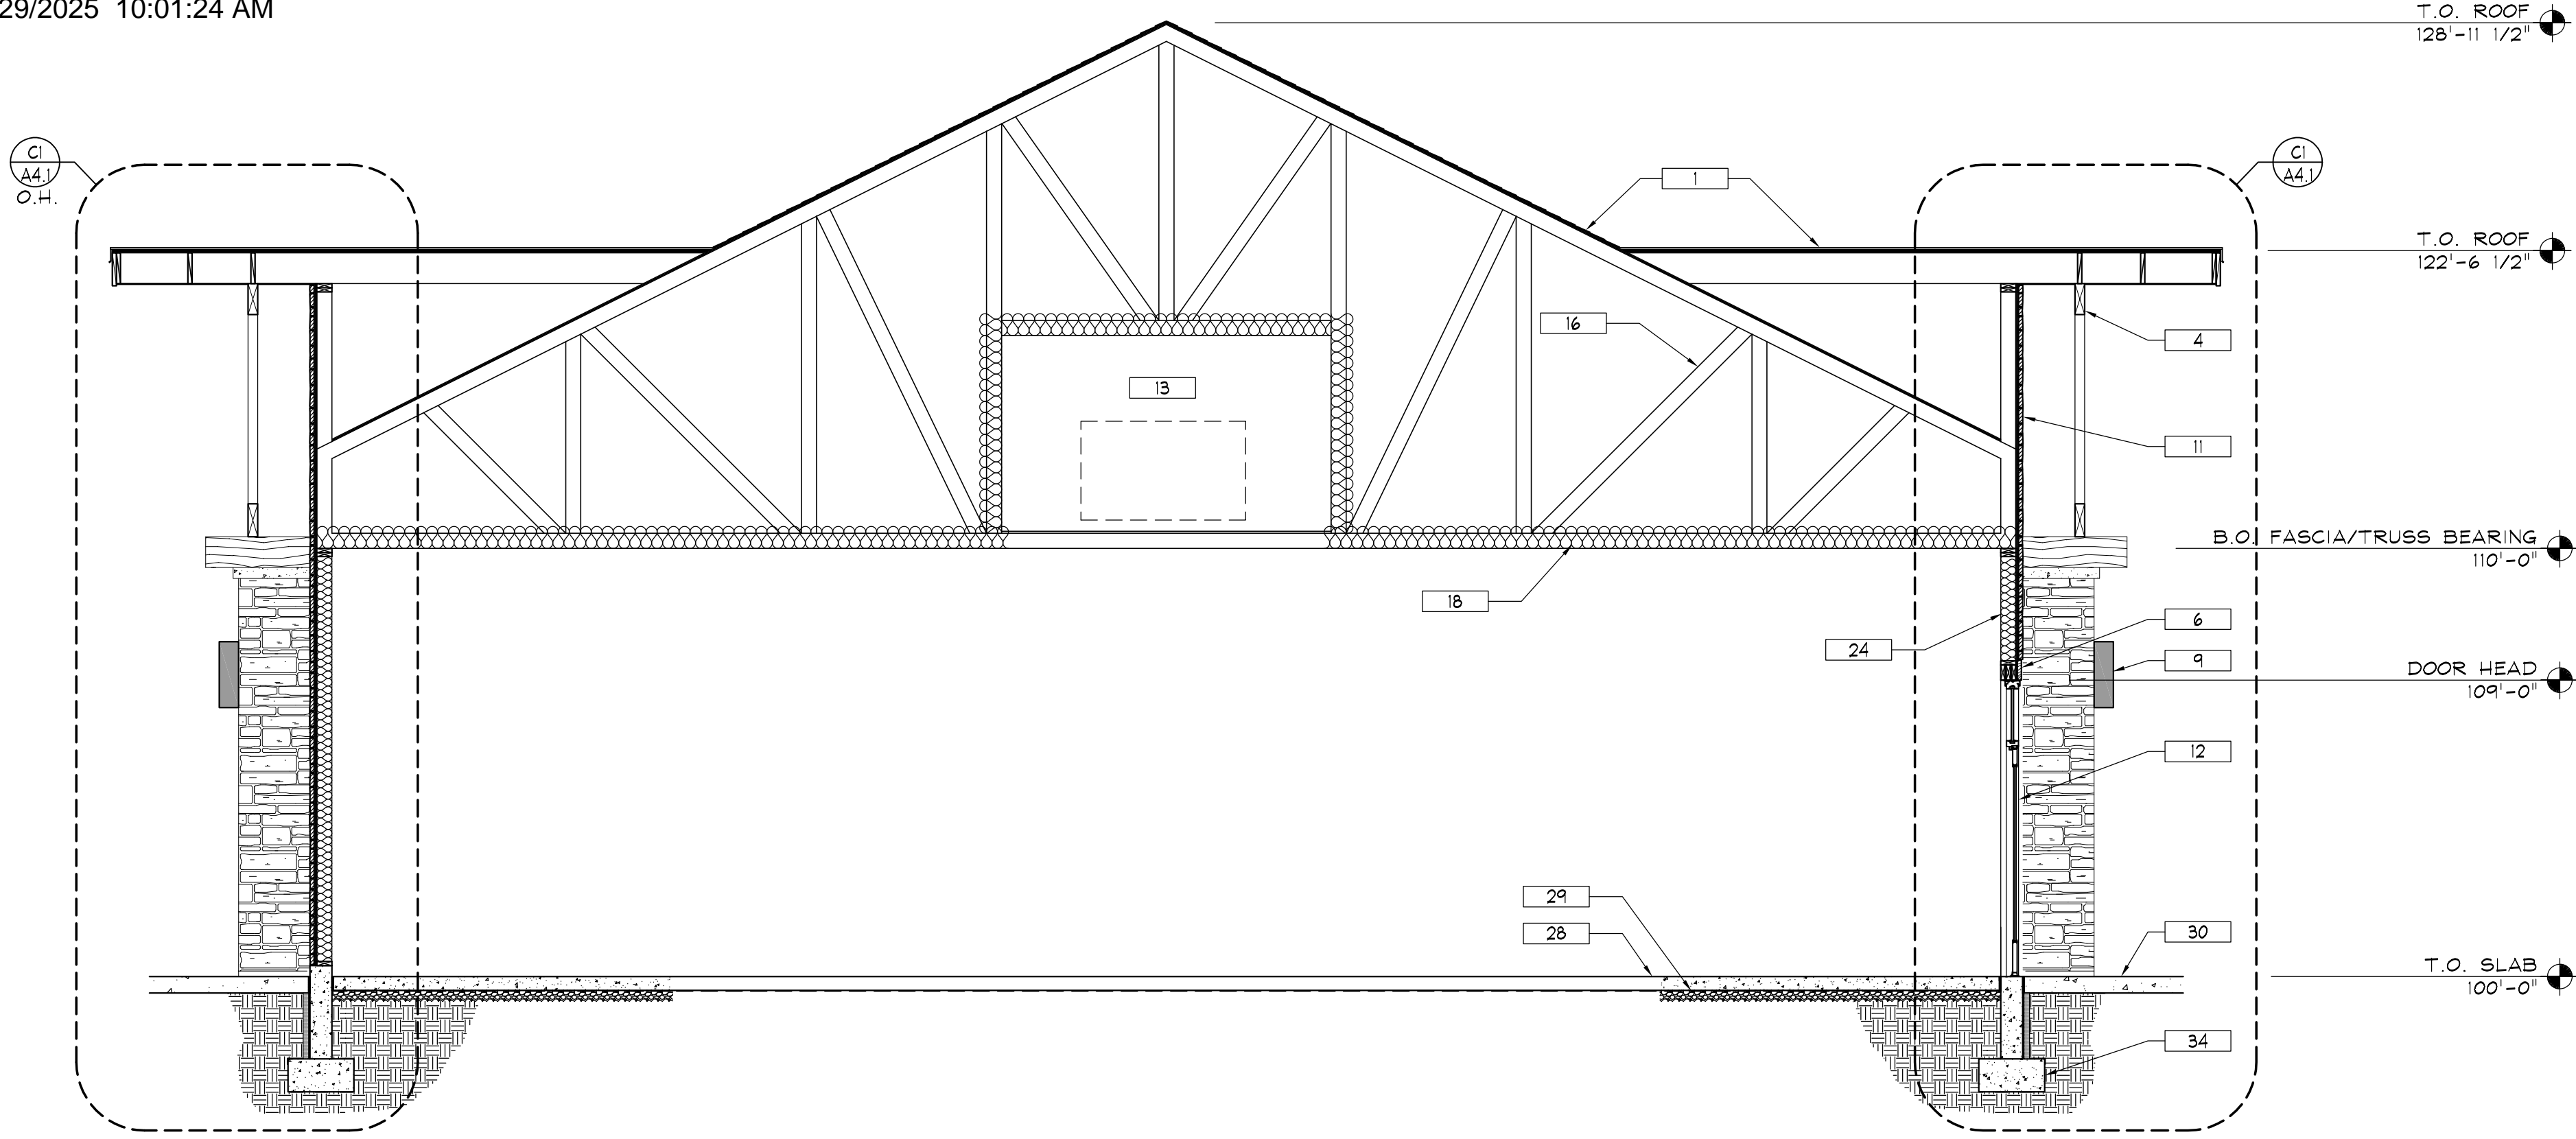 29/2025 10:01:24 AM
T.O. ROOF
128'-11 1/2"
C1
A4.1
O.H.
C1
A4.1
1
T.O. ROOF
122'-6 1/2"
16
4
13
11
B.O. FASCIA/TRUSS BEARING
110'-0"
18
6
24
9
DOOR HEAD
109'-0"
12
29
28
30
T.O. SLAB
100'-0"
34